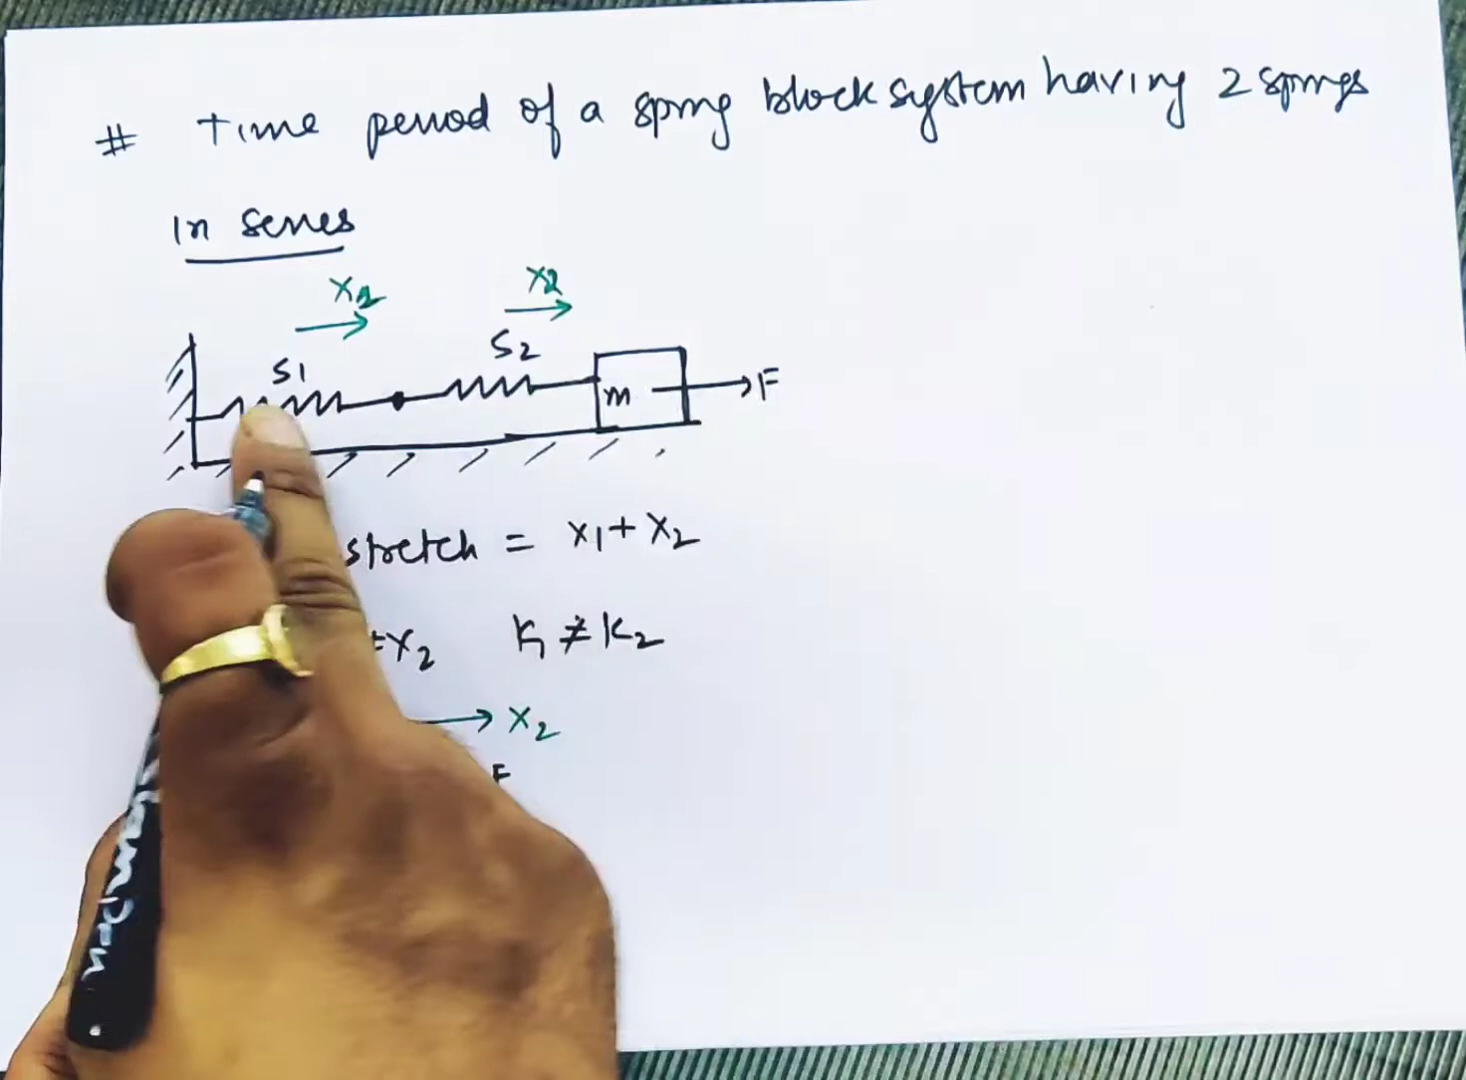 # Time period of a spring block system having 2 springs
In series
x2 x2
S1 S2
m F
stretch = x1 + x2
x2 K1 ≠ K2
x2
F